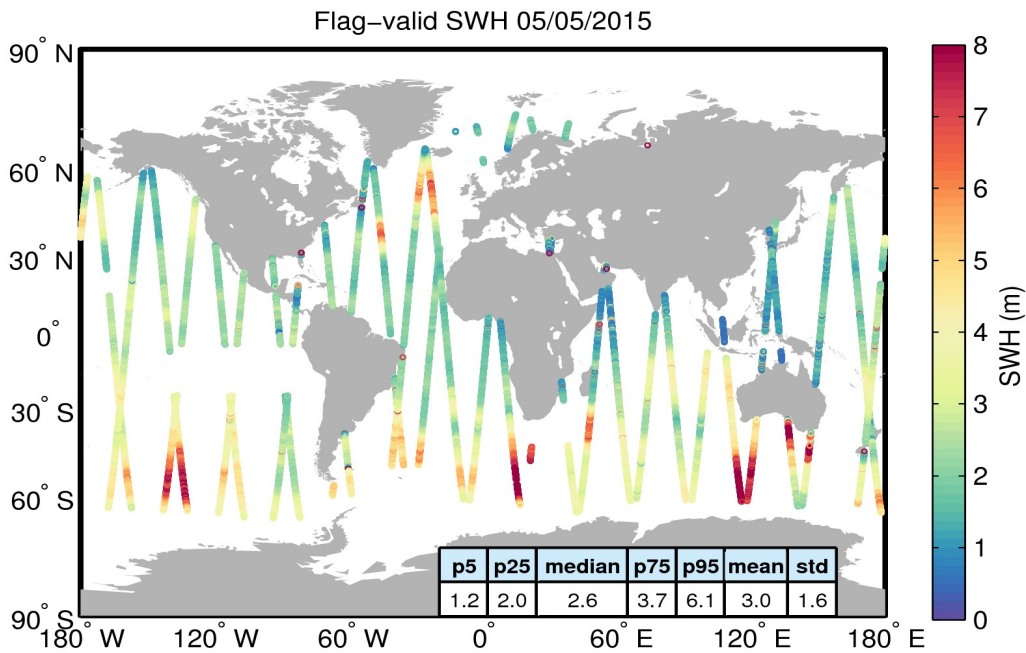 Flag−valid SWH 05/05/2015
90° N
60° N
30° N
0°
30° S
60° S
90° S
180° W
120° W
60° W
0°
60° E
120° E
180° E
8
7
6
5
4
3
2
1
0
SWH (m)
p5 p25 median p75 p95 mean std
1.2 2.0 2.6 3.7 6.1 3.0 1.6